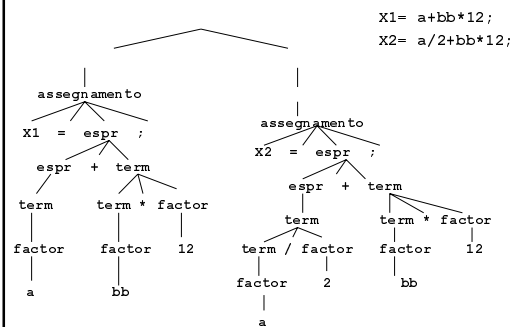 X1= a+bb*12;
X2= a/2+bb*12;
assegnamento
X1 = espr ;
espr + term
term term * factor
factor factor 12
a bb
assegnamento
X2 = espr ;
espr + term
term term * factor
term / factor factor 12
factor 2 bb
a